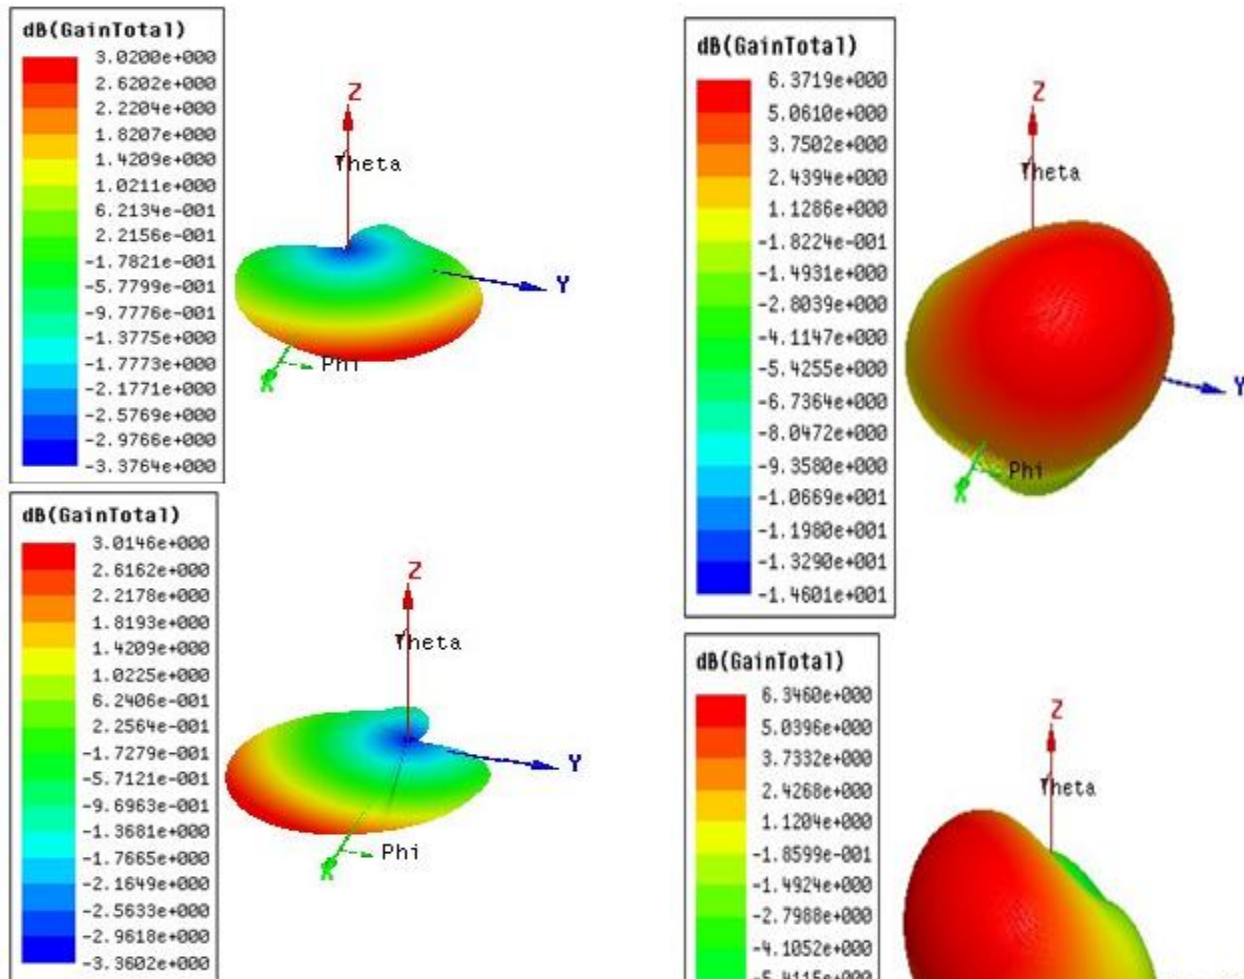 dB(GainTotal)
3.0200e+000
2.6202e+000
2.2204e+000
1.8207e+000
1.4209e+000
1.0211e+000
6.2134e-001
2.2156e-001
-1.7821e-001
-5.7799e-001
-9.7776e-001
-1.3775e+000
-1.7773e+000
-2.1771e+000
-2.5769e+000
-2.9766e+000
-3.3764e+000
Z
Theta
Y
Phi
dB(GainTotal)
6.3719e+000
5.0610e+000
3.7502e+000
2.4394e+000
1.1286e+000
-1.8224e-001
-1.4931e+000
-2.8039e+000
-4.1147e+000
-5.4255e+000
-6.7364e+000
-8.0472e+000
-9.3580e+000
-1.0669e+001
-1.1980e+001
-1.3290e+001
-1.4601e+001
Z
Theta
Y
Phi
dB(GainTotal)
3.0146e+000
2.6162e+000
2.2178e+000
1.8193e+000
1.4209e+000
1.0225e+000
6.2406e-001
2.2564e-001
-1.7279e-001
-5.7121e-001
-9.6963e-001
-1.3681e+000
-1.7665e+000
-2.1649e+000
-2.5633e+000
-2.9618e+000
-3.3602e+000
Z
Theta
Y
Phi
dB(GainTotal)
6.3460e+000
5.0396e+000
3.7332e+000
2.4268e+000
1.1204e+000
-1.8599e-001
-1.4924e+000
-2.7988e+000
-4.1052e+000
-5.4115e+000
Z
Theta